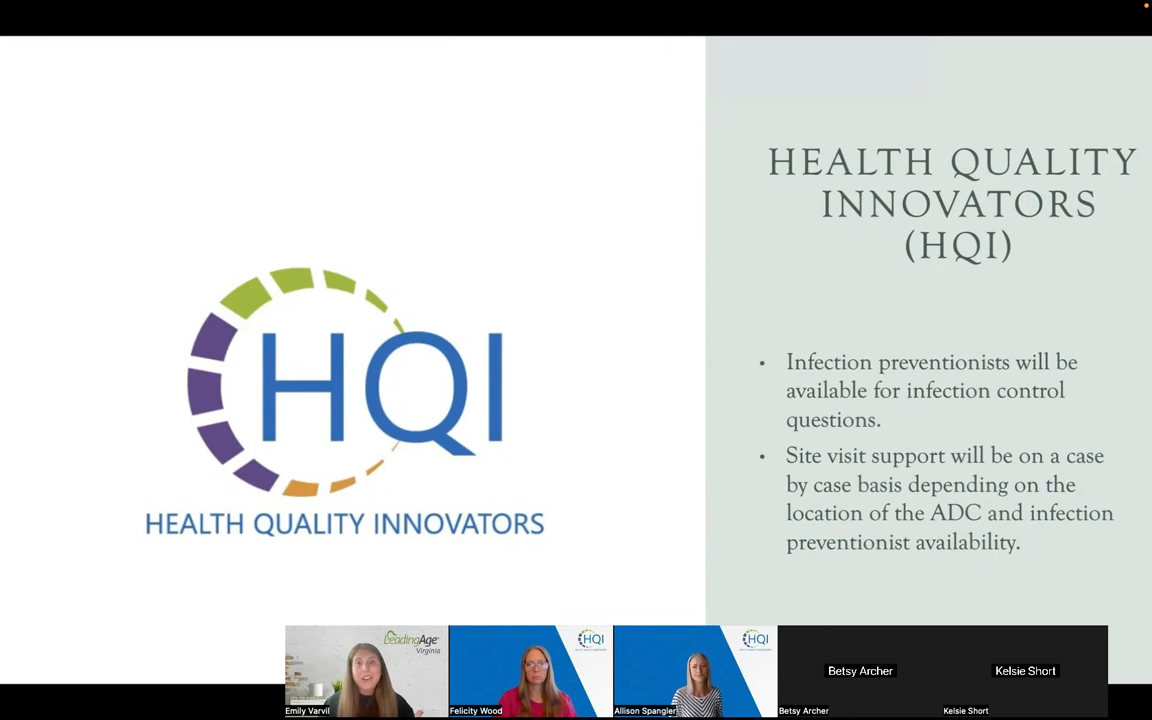 HEALTH QUALITY
INNOVATORS
(HQI)
HQI
HEALTH QUALITY INNOVATORS
• Infection preventionists will be
available for infection control
questions.
• Site visit support will be on a case
by case basis depending on the
location of the ADC and infection
preventionist availability.
LeadingAge
Virginia
HQI
HQI
Betsy Archer
Kelsie Short
Emily Varvil
Felicity Wood
Allison Spangler
Betsy Archer
Kelsie Short